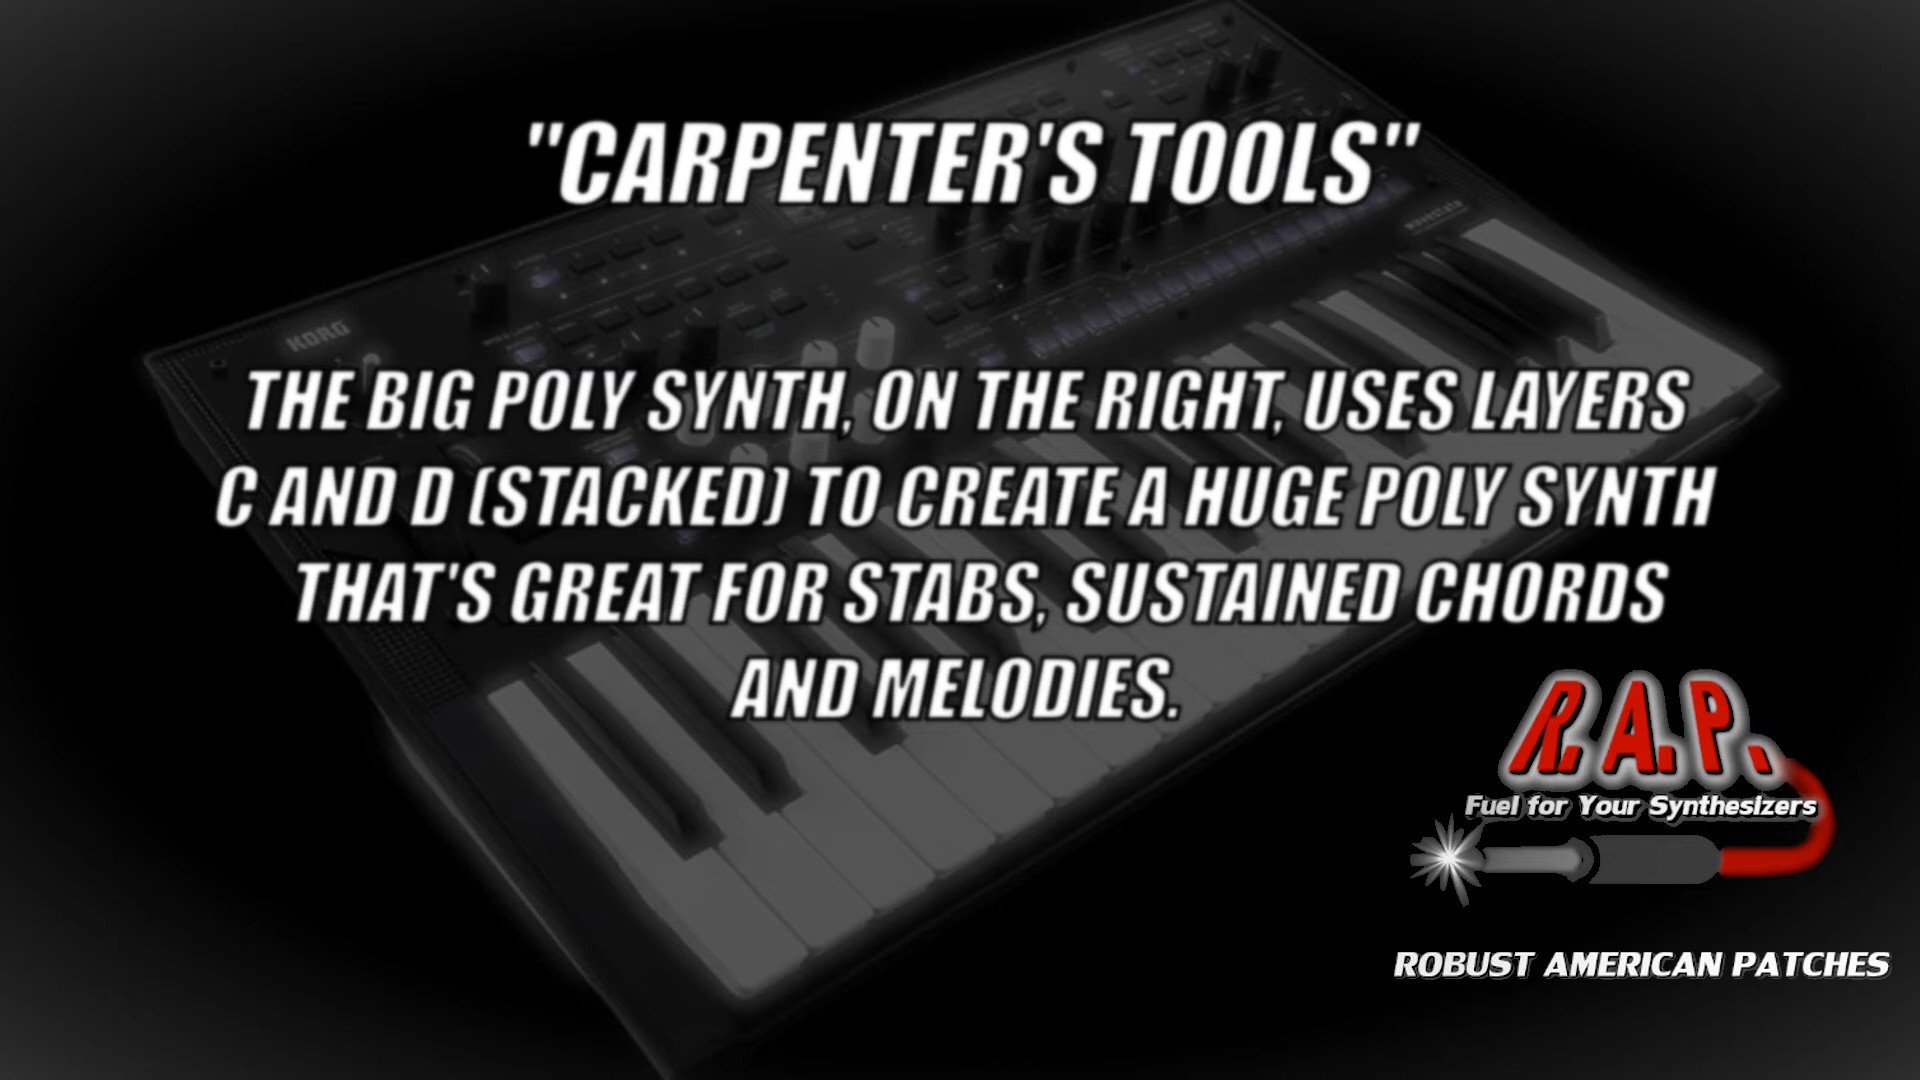 "CARPENTER'S TOOLS"
KORG
THE BIG POLY SYNTH, ON THE RIGHT, USES LAYERS
C AND D (STACKED) TO CREATE A HUGE POLY SYNTH
THAT'S GREAT FOR STABS, SUSTAINED CHORDS
AND MELODIES.
R.A.P.
Fuel for Your Synthesizers
ROBUST AMERICAN PATCHES